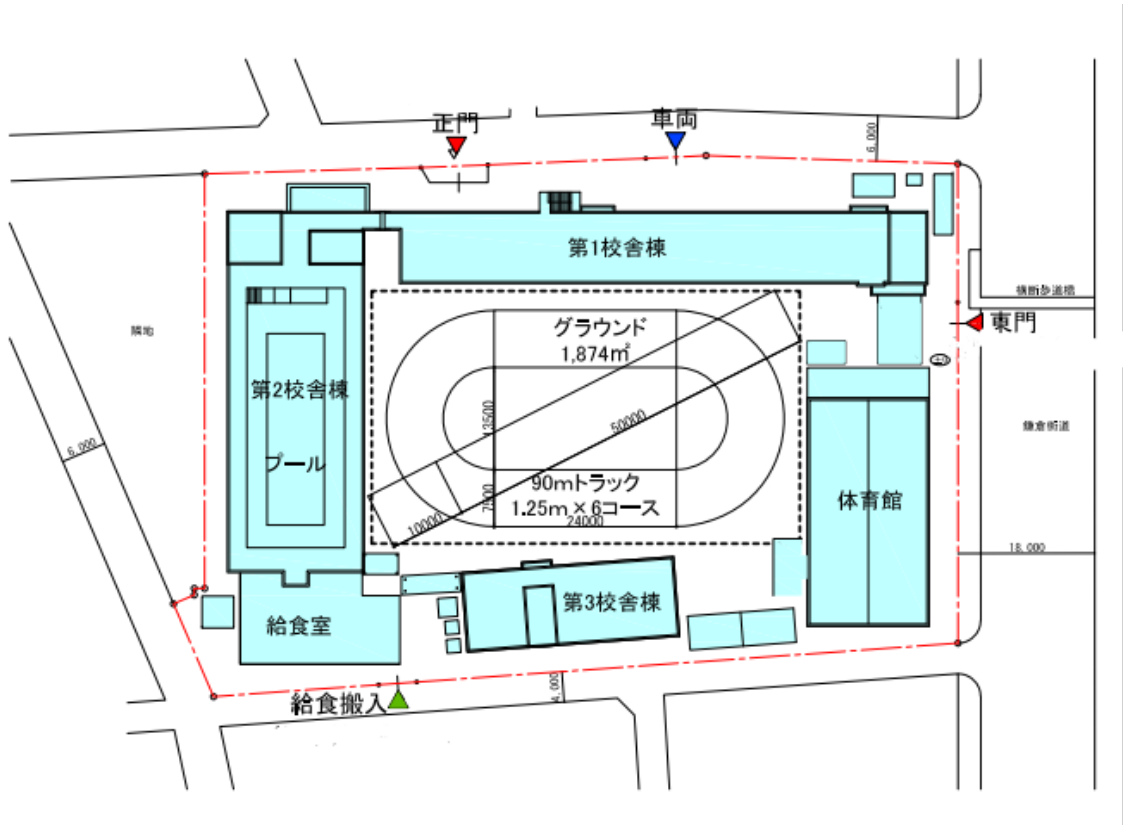 正門
車両
6,000
第1校舎棟
横断歩道橋
隣地
グラウンド
1,874㎡
東門
第2校舎棟
13500
50000
鎌倉街道
6,000
プール
90mトラック
7500
1.25m×6コース
10000
24000
体育館
18,000
第3校舎棟
給食室
4,000
給食搬入